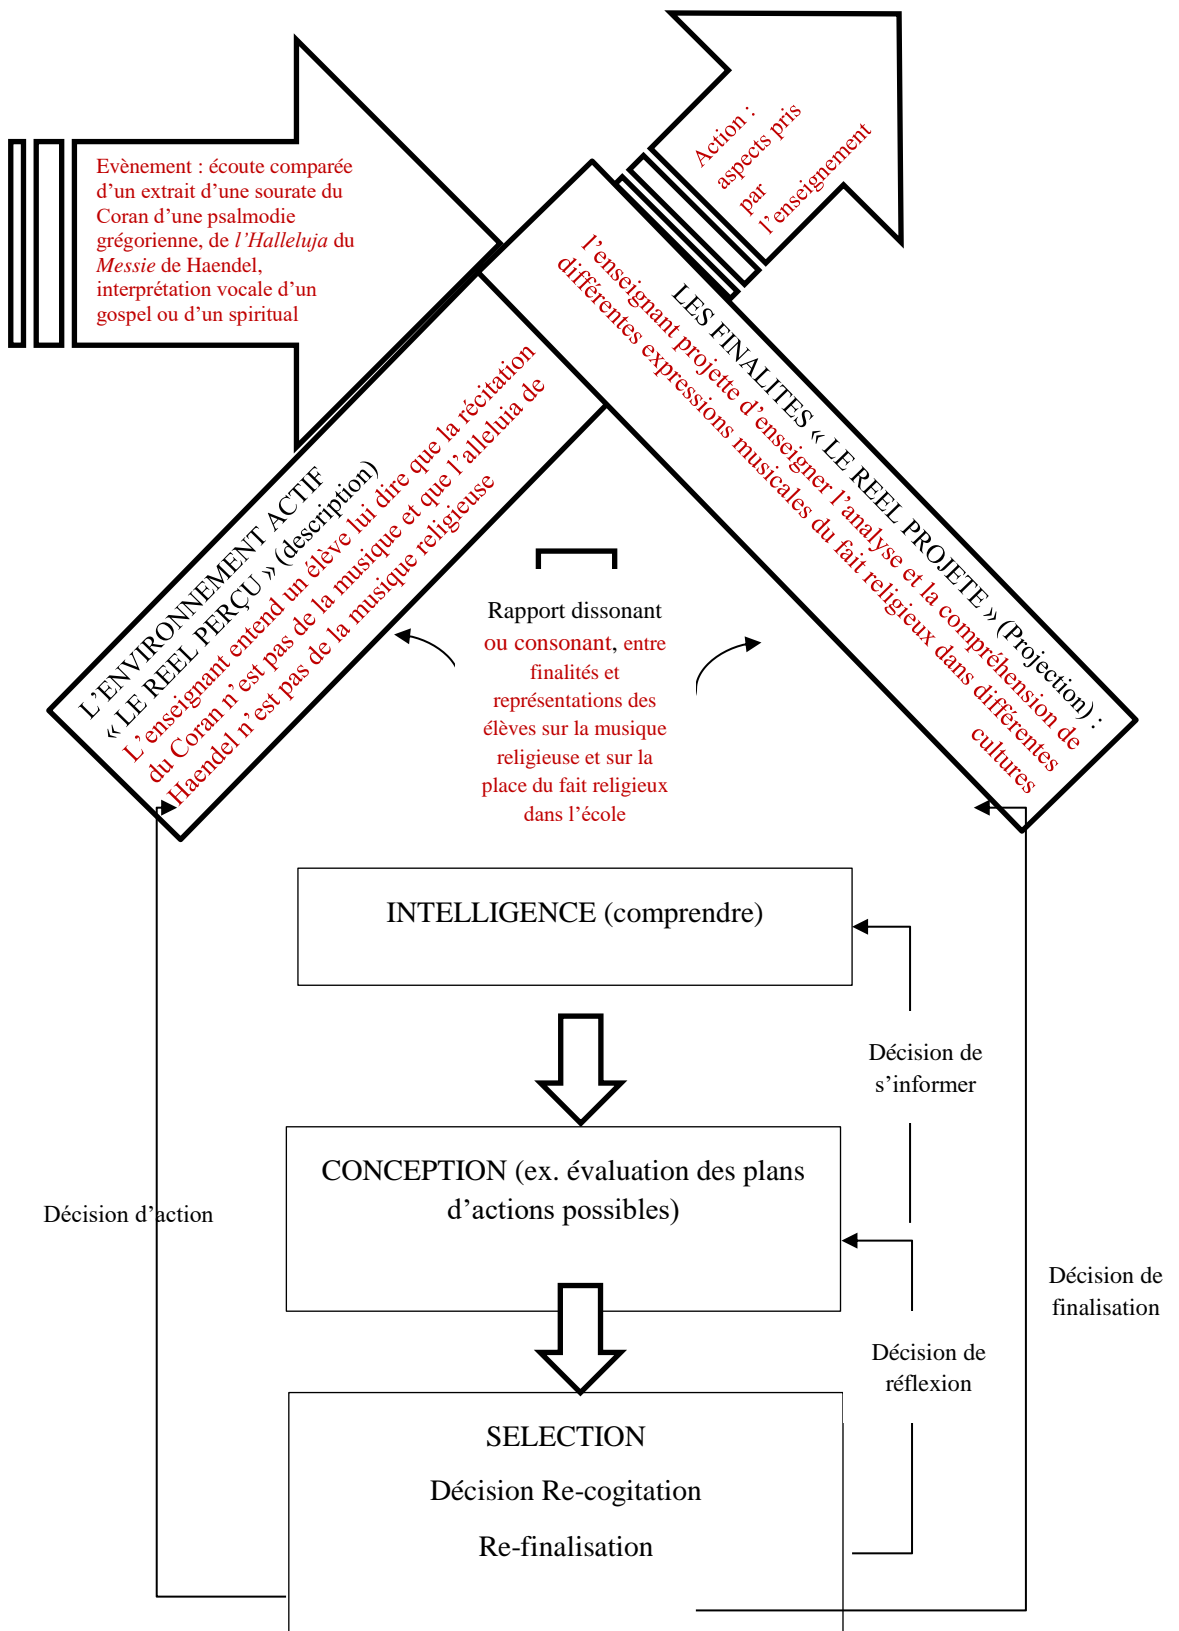 Evènement : écoute comparée
d'un extrait d'une sourate du
Coran d'une psalmodie
grégorienne, de l'Halleluja du
Messie de Haendel,
interprétation vocale d'un
gospel ou d'un spiritual
Action :
aspects pris
par
l'enseignement
L'ENVIRONNEMENT ACTIF
« LE REEL PERÇU » (description)
L'enseignant entend un élève lui dire que la récitation
du Coran n'est pas de la musique et que l'alleluia de
Haendel n'est pas de la musique religieuse
LES FINALITES « LE REEL PROJETE » (Projection) :
l'enseignant projette d'enseigner l'analyse et la compréhension de
différentes expressions musicales du fait religieux dans différentes
cultures
Rapport dissonant
ou consonant, entre
finalités et
représentations des
élèves sur la musique
religieuse et sur la
place du fait religieux
dans l'école
INTELLIGENCE (comprendre)
Décision de
s'informer
CONCEPTION (ex. évaluation des plans
d'actions possibles)
Décision d'action
Décision de
finalisation
Décision de
réflexion
SELECTION
Décision Re-cogitation
Re-finalisation